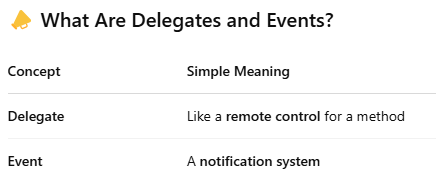 What Are Delegates and Events?
Concept Simple Meaning
Delegate Like a remote control for a method
Event A notification system